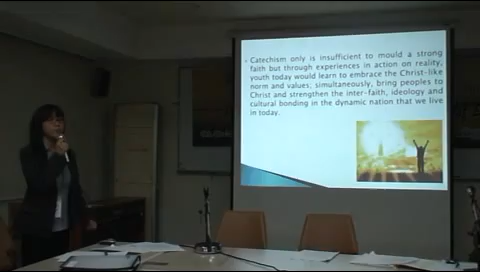 Catechism only is insufficient to mould a strong
faith but through experiences in action on reality,
youth today would learn to embrace the Christ-like
norm and values; simultaneously, bring peoples to
Christ and strengthen the inter-faith, ideology and
cultural bonding in the dynamic nation that we live
in today.